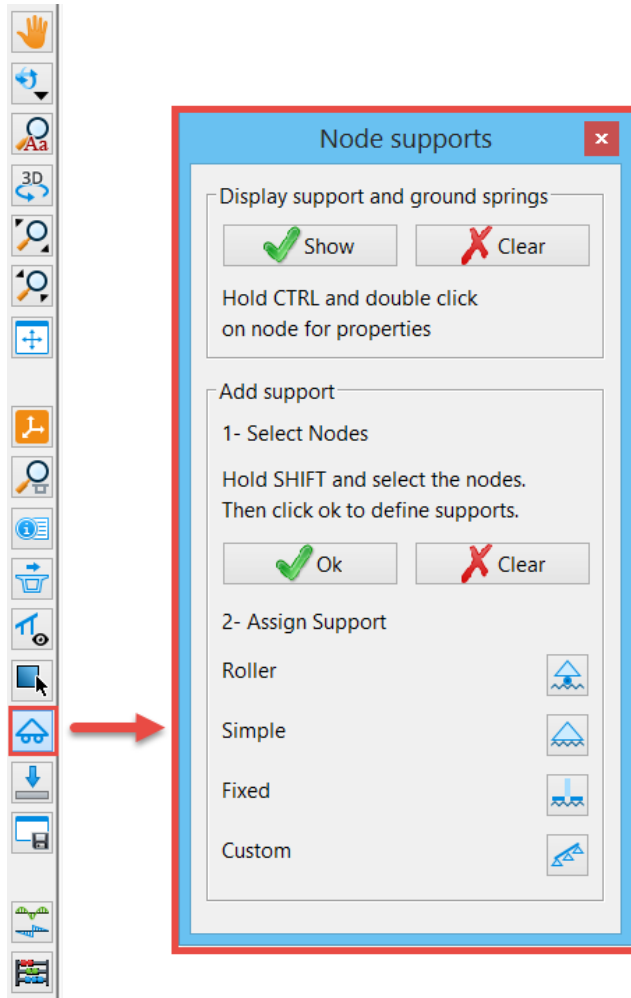 Aa
3D
Node supports
Display support and ground springs
Show
Clear
Hold CTRL and double click
on node for properties
Add support
1- Select Nodes
Hold SHIFT and select the nodes.
Then click ok to define supports.
Ok
Clear
2- Assign Support
Roller
Simple
Fixed
Custom